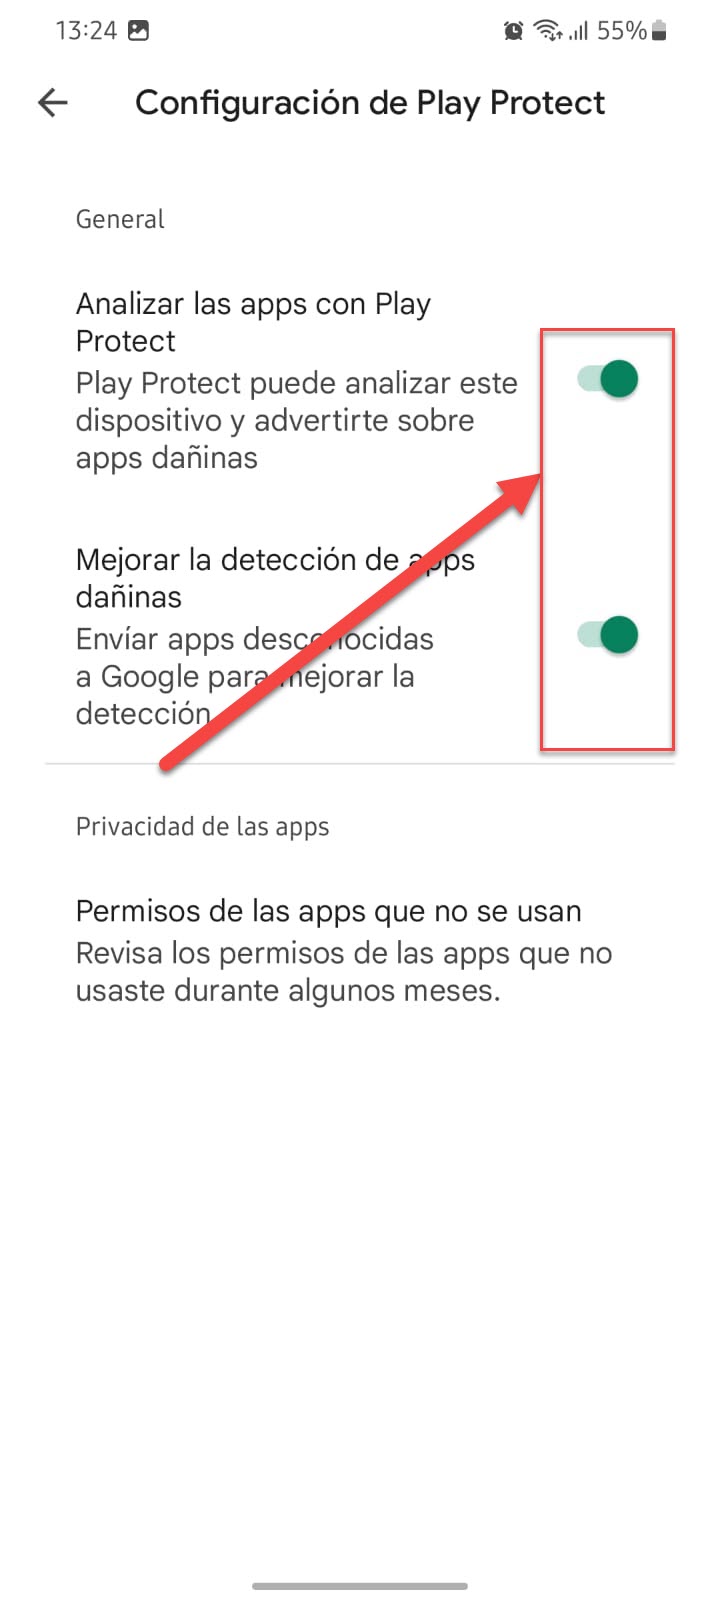 13:24 55%
Configuración de Play Protect
General
Analizar las apps con Play
Protect
Play Protect puede analizar este
dispositivo y advertirte sobre
apps dañinas
Mejorar la detección de apps
dañinas
Envíar apps desconocidas
a Google para mejorar la
detección
Privacidad de las apps
Permisos de las apps que no se usan
Revisa los permisos de las apps que no
usaste durante algunos meses.